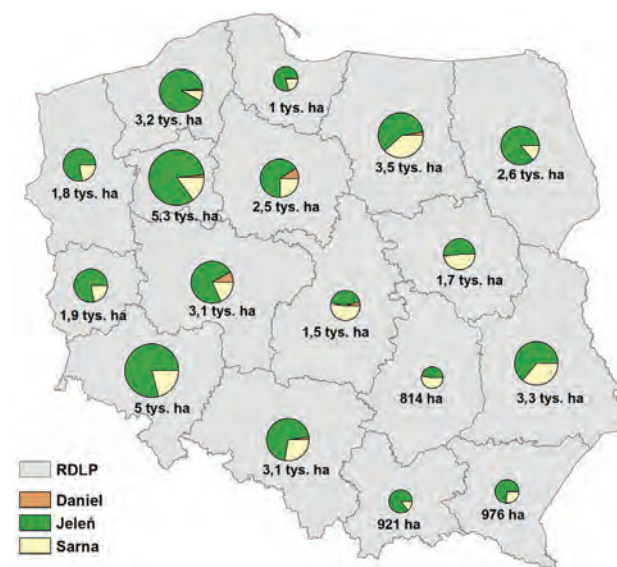 3,2 tys. ha
1 tys. ha
3,5 tys. ha
2,6 tys. ha
1,8 tys. ha
5,3 tys. ha
2,5 tys. ha
1,7 tys. ha
1,9 tys. ha
3,1 tys. ha
1,5 tys. ha
5 tys. ha
814 ha
3,3 tys. ha
3,1 tys. ha
921 ha
976 ha
RDLP
Daniel
Jeleń
Sarna